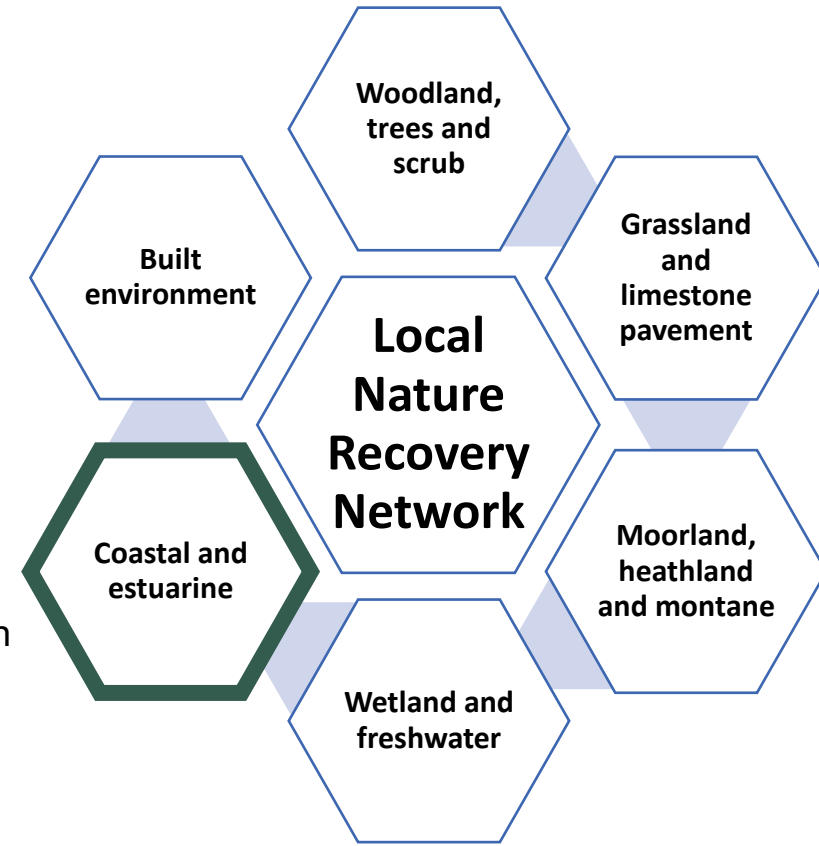 Woodland,
trees and
scrub
Grassland
and
limestone
pavement
Built
environment
Local
Nature
Recovery
Network
Moorland,
heathland
and montane
Coastal and
estuarine
Wetland and
freshwater